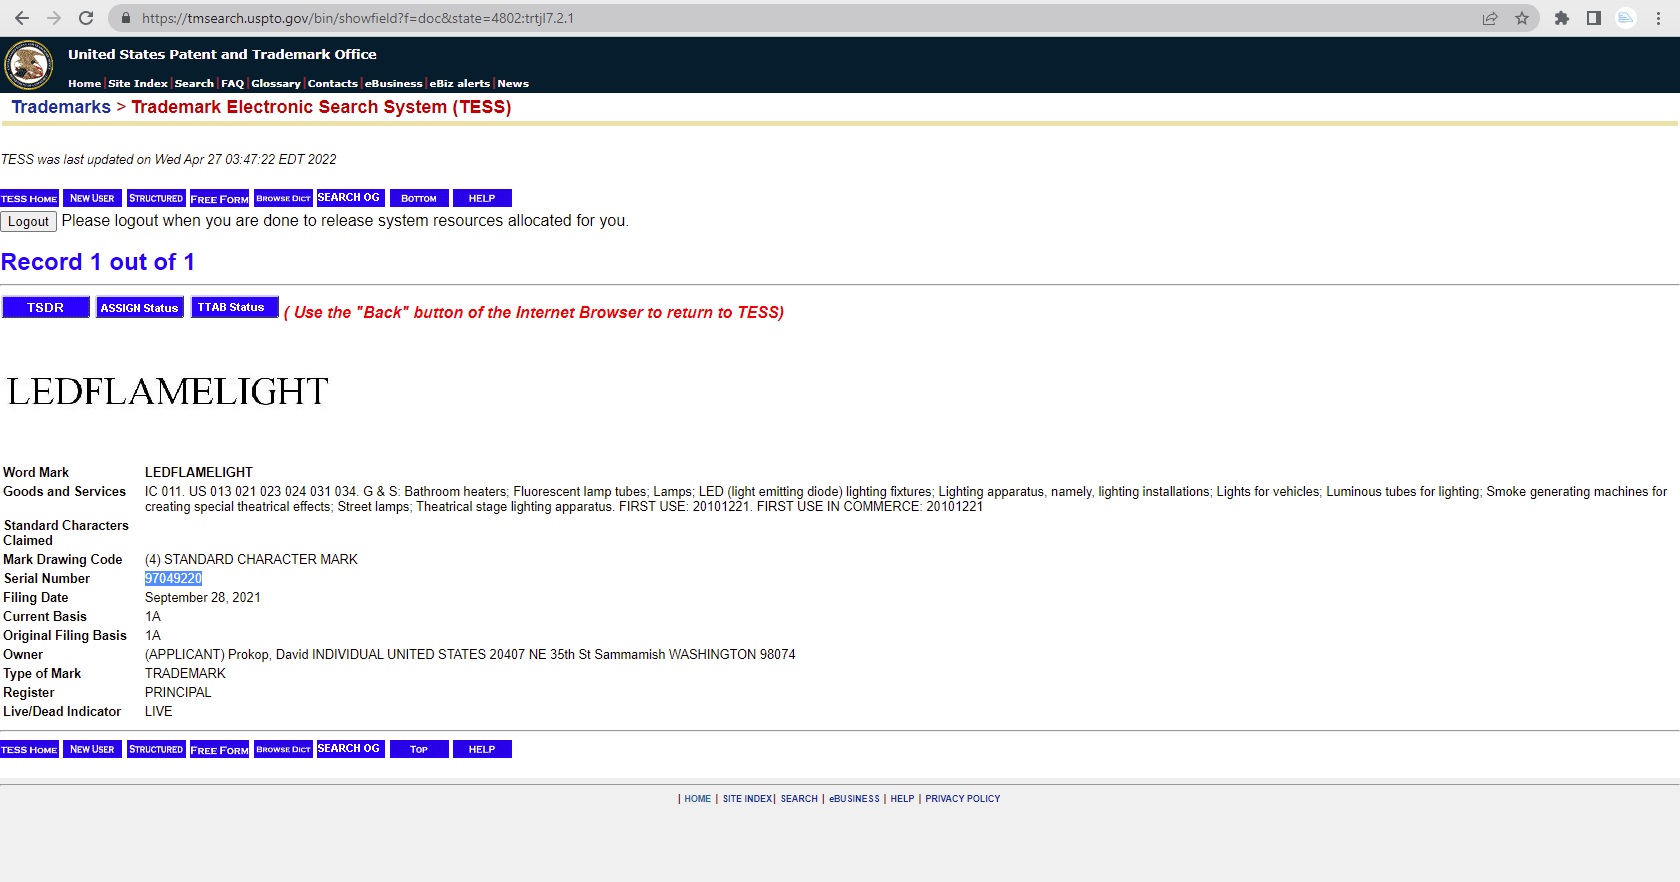 https://tmsearch.uspto.gov/bin/showfield?f=doc&state=4802:trtjl7.2.1
United States Patent and Trademark Office
Home | Site Index | Search | FAQ | Glossary | Contacts | eBusiness | eBiz alerts | News
Trademarks > Trademark Electronic Search System (TESS)
TESS was last updated on Wed Apr 27 03:47:22 EDT 2022
TESS HOME NEW USER STRUCTURED FREE FORM BROWSE DICT SEARCH OG BOTTOM HELP
Logout Please logout when you are done to release system resources allocated for you.
Record 1 out of 1
TSDR ASSIGN Status TTAB Status ( Use the "Back" button of the Internet Browser to return to TESS)
LEDFLAMELIGHT
Word Mark LEDFLAMELIGHT
Goods and Services IC 011. US 013 021 023 024 031 034. G & S: Bathroom heaters; Fluorescent lamp tubes; Lamps; LED (light emitting diode) lighting fixtures; Lighting apparatus, namely, lighting installations; Lights for vehicles; Luminous tubes for lighting; Smoke generating machines for
creating special theatrical effects; Street lamps; Theatrical stage lighting apparatus. FIRST USE: 20101221. FIRST USE IN COMMERCE: 20101221
Standard Characters
Claimed
Mark Drawing Code (4) STANDARD CHARACTER MARK
Serial Number 97049220
Filing Date September 28, 2021
Current Basis 1A
Original Filing Basis 1A
Owner (APPLICANT) Prokop, David INDIVIDUAL UNITED STATES 20407 NE 35th St Sammamish WASHINGTON 98074
Type of Mark TRADEMARK
Register PRINCIPAL
Live/Dead Indicator LIVE
TESS HOME NEW USER STRUCTURED FREE FORM BROWSE DICT SEARCH OG TOP HELP
| HOME | SITE INDEX | SEARCH | eBUSINESS | HELP | PRIVACY POLICY